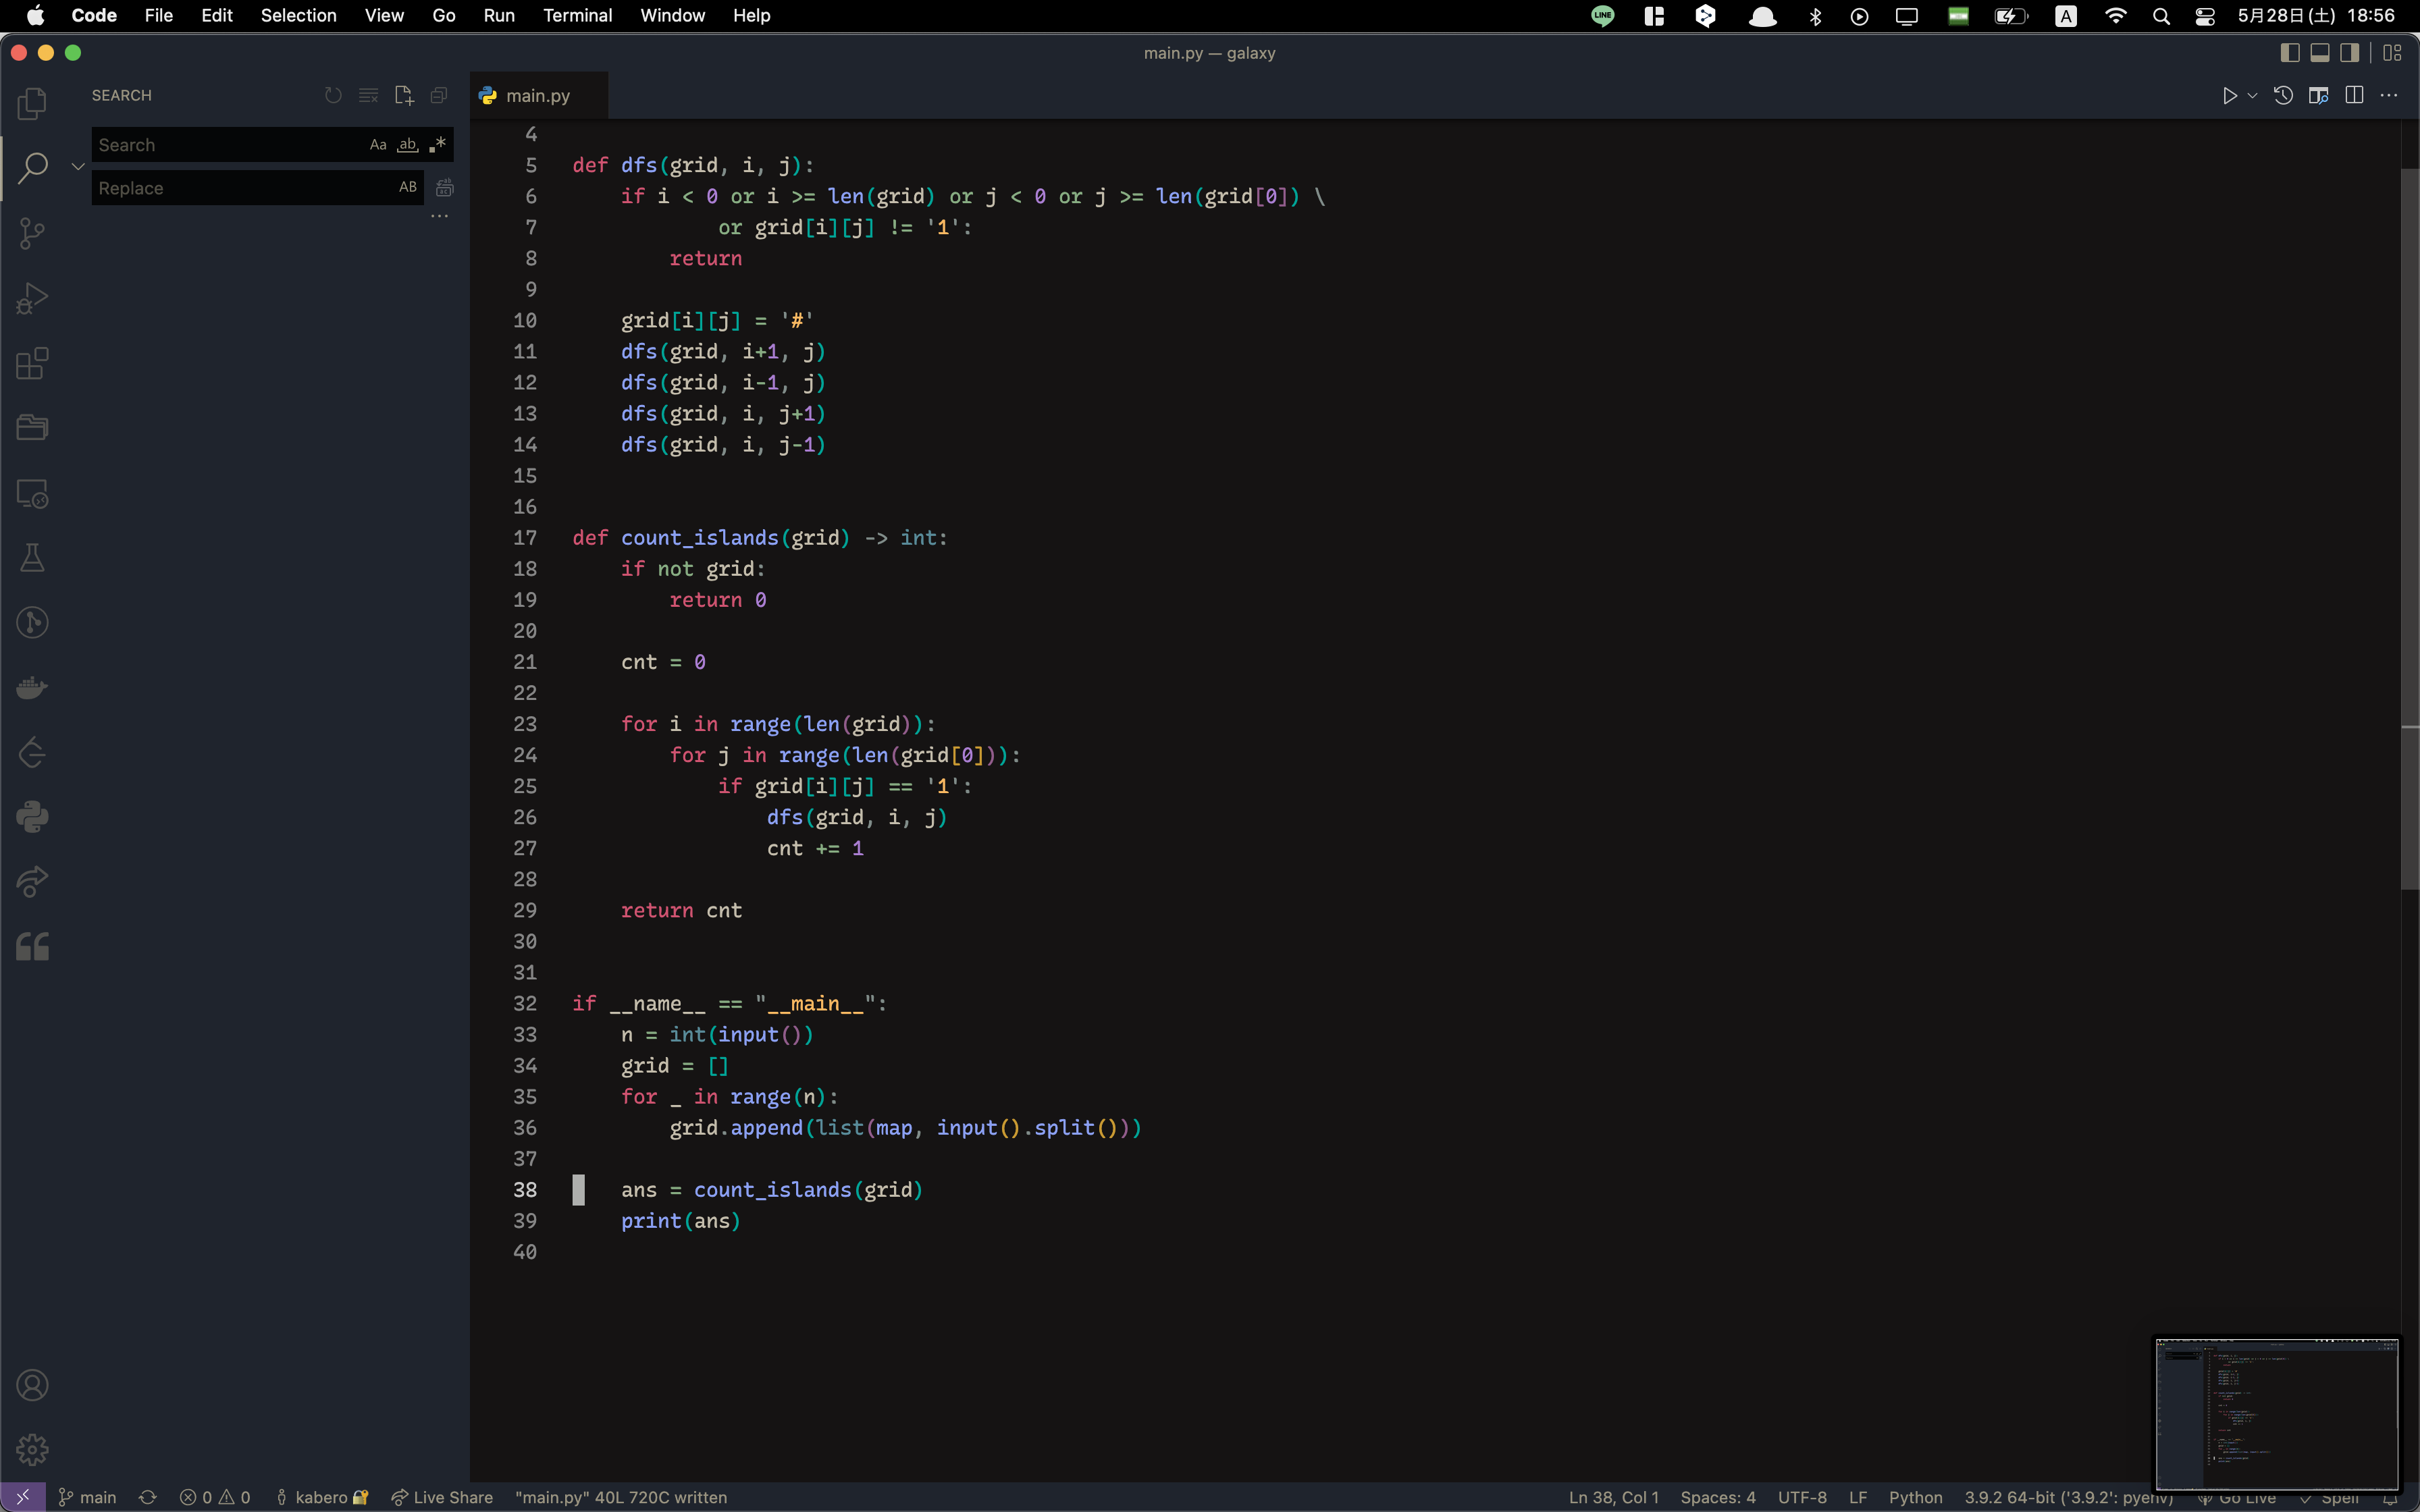 Code File Edit Selection View Go Run Terminal Window Help LINE A 5月28日(土) 18:56
main.py — galaxy
SEARCH
main.py
Search Aa ab
Replace AB
4
5 def dfs(grid, i, j):
6 if i < 0 or i >= len(grid) or j < 0 or j >= len(grid[0]) \
7 or grid[i][j] != '1':
8 return
9
10 grid[i][j] = '#'
11 dfs(grid, i+1, j)
12 dfs(grid, i-1, j)
13 dfs(grid, i, j+1)
14 dfs(grid, i, j-1)
15
16
17 def count_islands(grid) -> int:
18 if not grid:
19 return 0
20
21 cnt = 0
22
23 for i in range(len(grid)):
24 for j in range(len(grid[0])):
25 if grid[i][j] == '1':
26 dfs(grid, i, j)
27 cnt += 1
28
29 return cnt
30
31
32 if __name__ == "__main__":
33 n = int(input())
34 grid = []
35 for _ in range(n):
36 grid.append(list(map, input().split()))
37
38 ans = count_islands(grid)
39 print(ans)
40
main 0 0 kabero Live Share "main.py" 40L 720C written Ln 38, Col 1 Spaces: 4 UTF-8 LF Python 3.9.2 64-bit ('3.9.2': pyenv) Go Live Spell